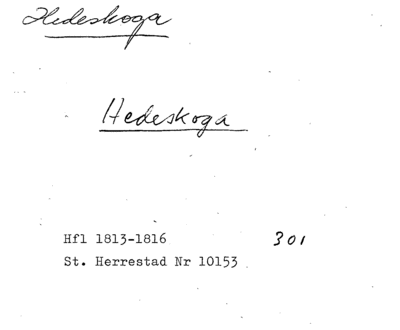 Hedeskoga
Hedeskoga
Hfl 1813-1816 301
St. Herrestad Nr 10153